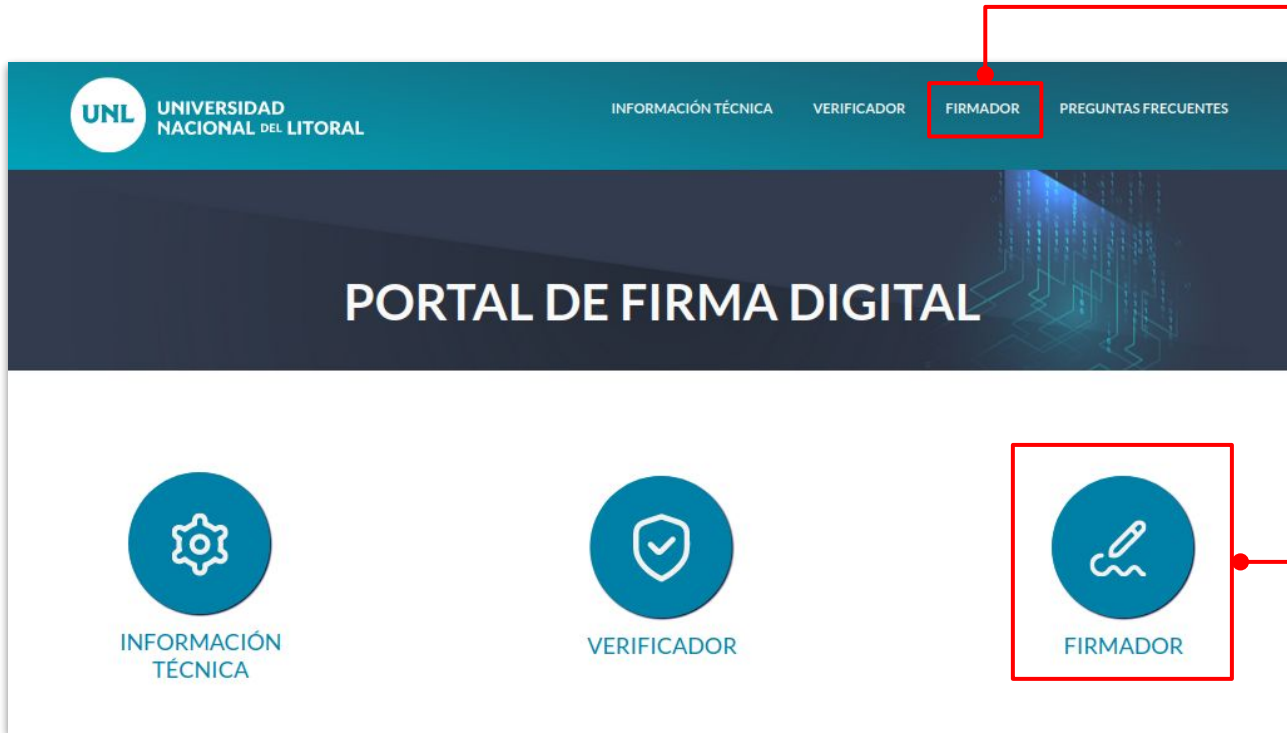 UNL
UNIVERSIDAD
NACIONAL DEL LITORAL
INFORMACIÓN TÉCNICA
VERIFICADOR
FIRMADOR
PREGUNTAS FRECUENTES
PORTAL DE FIRMA DIGITAL
INFORMACIÓN
TÉCNICA
VERIFICADOR
FIRMADOR